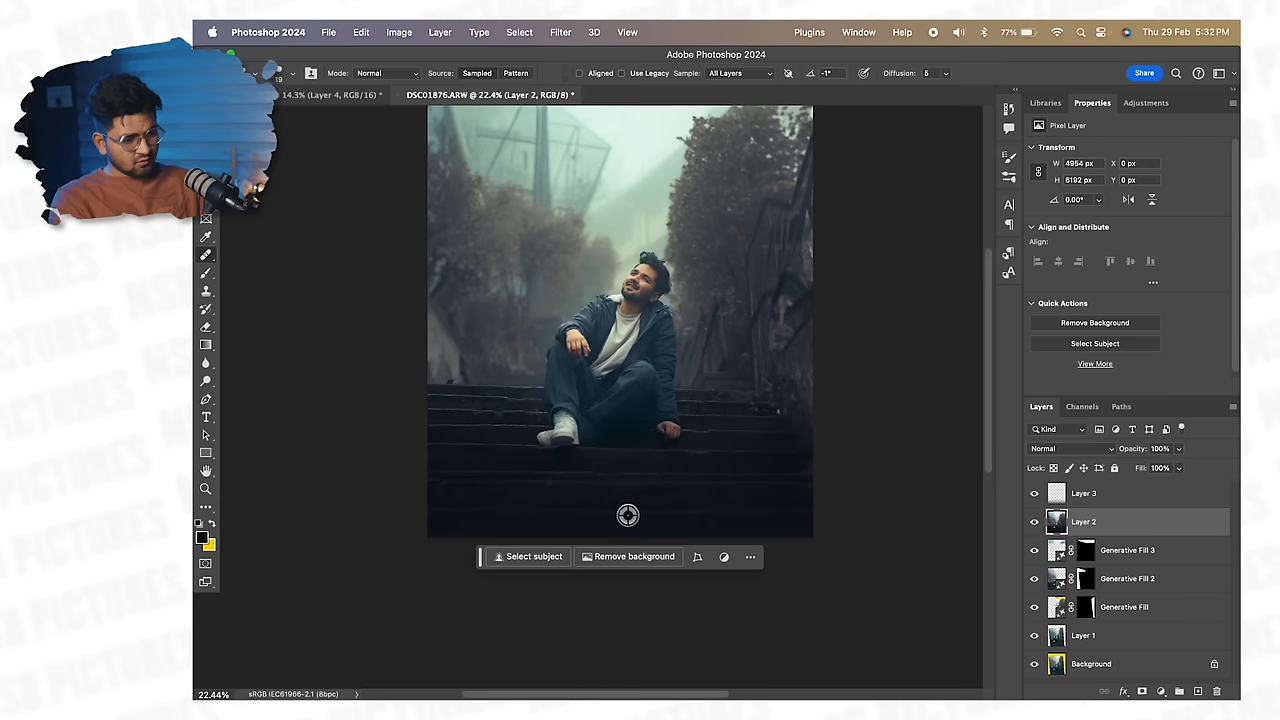 Photoshop 2024 File Edit Image Layer Type Select Filter 3D View Plugins Window Help 77% Thu 29 Feb 5:32 PM
Adobe Photoshop 2024
19 Mode: Normal Source: Sampled Pattern Aligned Use Legacy Sample: All Layers -1° Diffusion: 5 Share
14.3% (Layer 4, RGB/16) * DSC01876.ARW @ 22.4% (Layer 2, RGB/8) *
Libraries Properties Adjustments
Pixel Layer
Transform
W 4954 px X 0 px
H 6192 px Y 0 px
0.00°
Align and Distribute
Align:
Quick Actions
Remove Background
Select Subject
View More
Layers Channels Paths
Kind
Normal Opacity: 100%
Lock: Fill: 100%
Layer 3
Layer 2
Generative Fill 3
Generative Fill 2
Generative Fill
Layer 1
Background
Select subject Remove background
22.44% sRGB IEC61966-2.1 (8bpc)